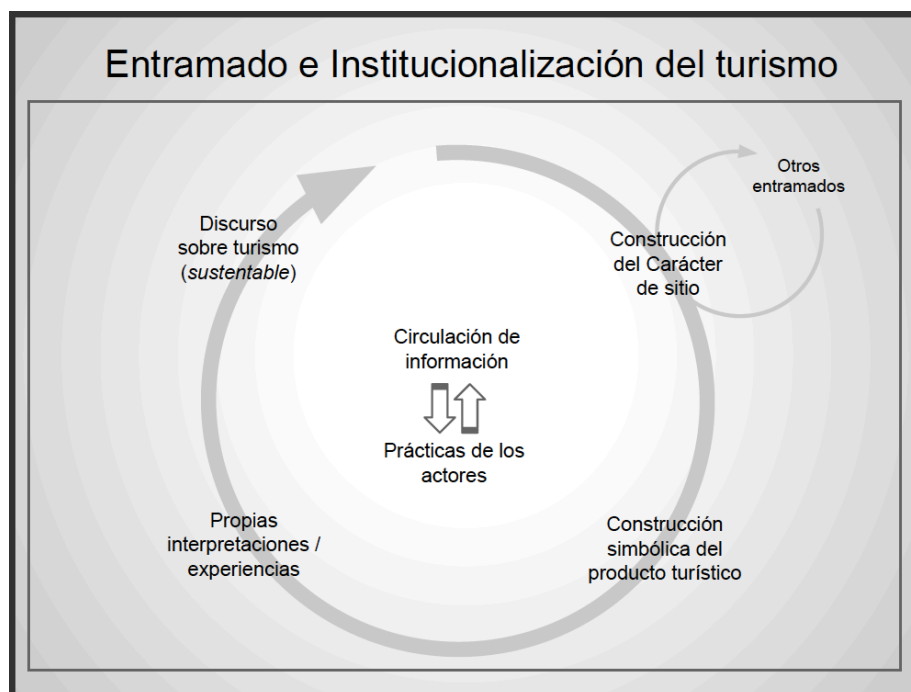 Entramado e Institucionalización del turismo
Otros
entramados
Discurso
sobre turismo
(sustentable)
Construcción
del Carácter
de sitio
Circulación de
información
Prácticas de los
actores
Propias
interpretaciones /
experiencias
Construcción
simbólica del
producto turístico